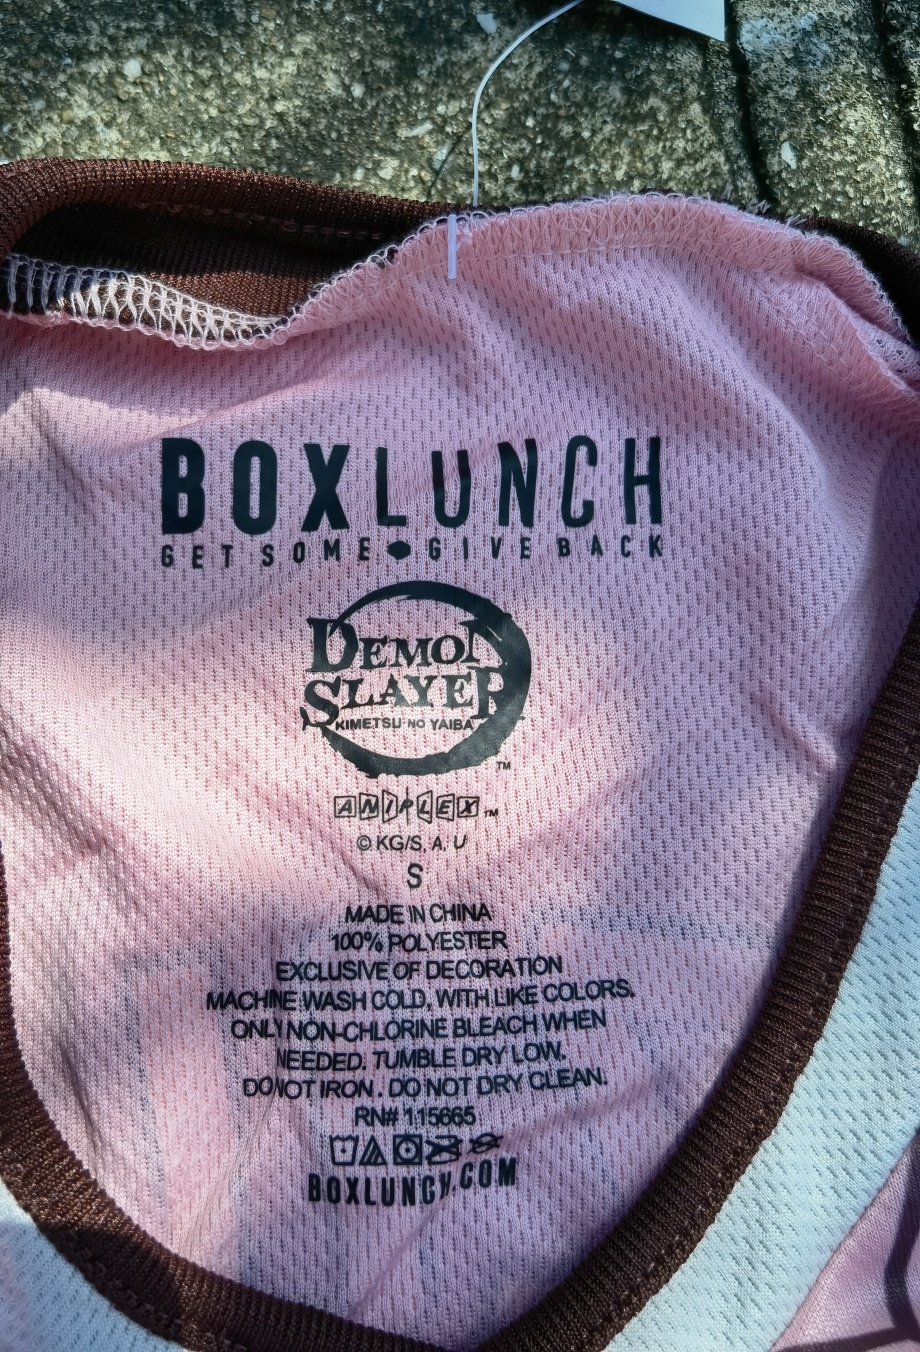 BOXLUNCH
GET SOME GIVE BACK
DEMON
SLAYER
KIMETSU NO YAIBA
TM
ANIPLEX TM
© KG/S, A, U
S
MADE IN CHINA
100% POLYESTER
EXCLUSIVE OF DECORATION
MACHINE WASH COLD, WITH LIKE COLORS.
ONLY NON-CHLORINE BLEACH WHEN
NEEDED. TUMBLE DRY LOW.
DO NOT IRON. DO NOT DRY CLEAN.
RN# 115665
BOXLUNCH.COM